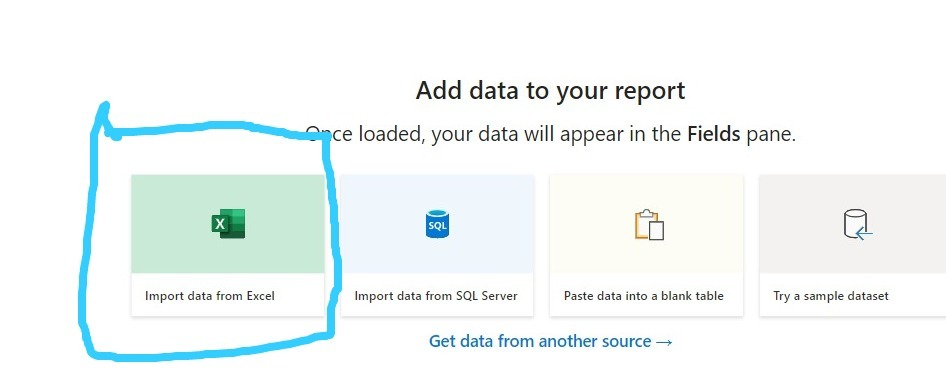 Add data to your report
Once loaded, your data will appear in the Fields pane.
X
SQL
Import data from Excel
Import data from SQL Server
Paste data into a blank table
Try a sample dataset
Get data from another source →